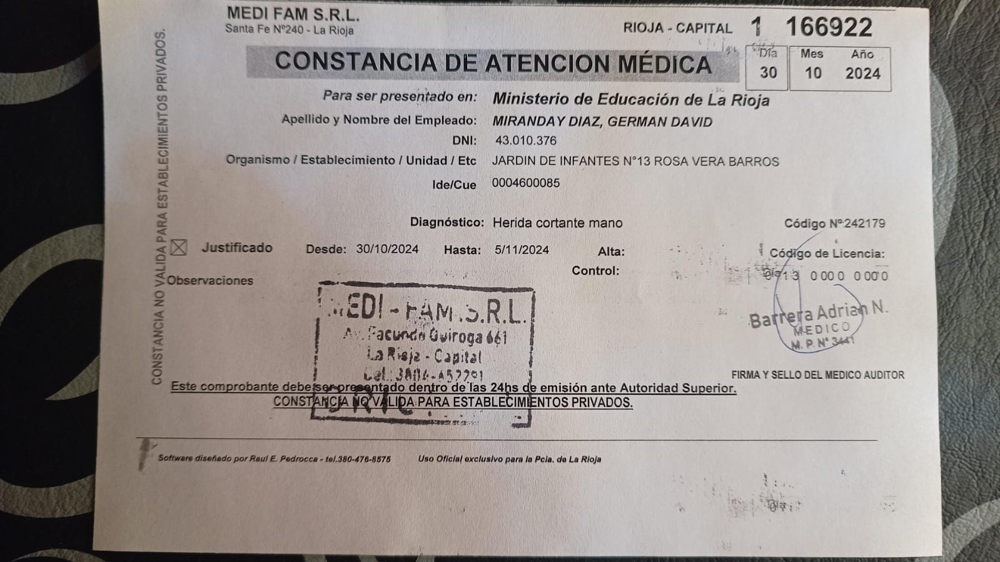 MEDI FAM S.R.L.
Santa Fe Nº240 - La Rioja
RIOJA - CAPITAL 1 166922
CONSTANCIA DE ATENCION MÉDICA
Día Mes Año
30 10 2024
Para ser presentado en: Ministerio de Educación de La Rioja
Apellido y Nombre del Empleado: MIRANDAY DIAZ, GERMAN DAVID
DNI: 43.010.376
Organismo / Establecimiento / Unidad / Etc JARDIN DE INFANTES N°13 ROSA VERA BARROS
Ide/Cue 0004600085
Diagnóstico: Herida cortante mano
Código Nº:242179
Justificado Desde: 30/10/2024 Hasta: 5/11/2024 Alta:
Código de Licencia:
Control:
13 0000 0000
Observaciones
MEDI - FAM S.R.L.
Av. Facundo Quiroga 661
La Rioja - Capital
Cel.:
Barrera Adrian N.
MEDICO
M. P. Nº 3441
FIRMA Y SELLO DEL MEDICO AUDITOR
Este comprobante debe ser presentado dentro de las 24hs de emisión ante Autoridad Superior.
CONSTANCIA NO VALIDA PARA ESTABLECIMIENTOS PRIVADOS.
Software diseñado por Raul E. Pedrocca - tel.380-476-8575 Uso Oficial exclusivo para la Pcia. de La Rioja
CONSTANCIA NO VALIDA PARA ESTABLECIMIENTOS PRIVADOS.